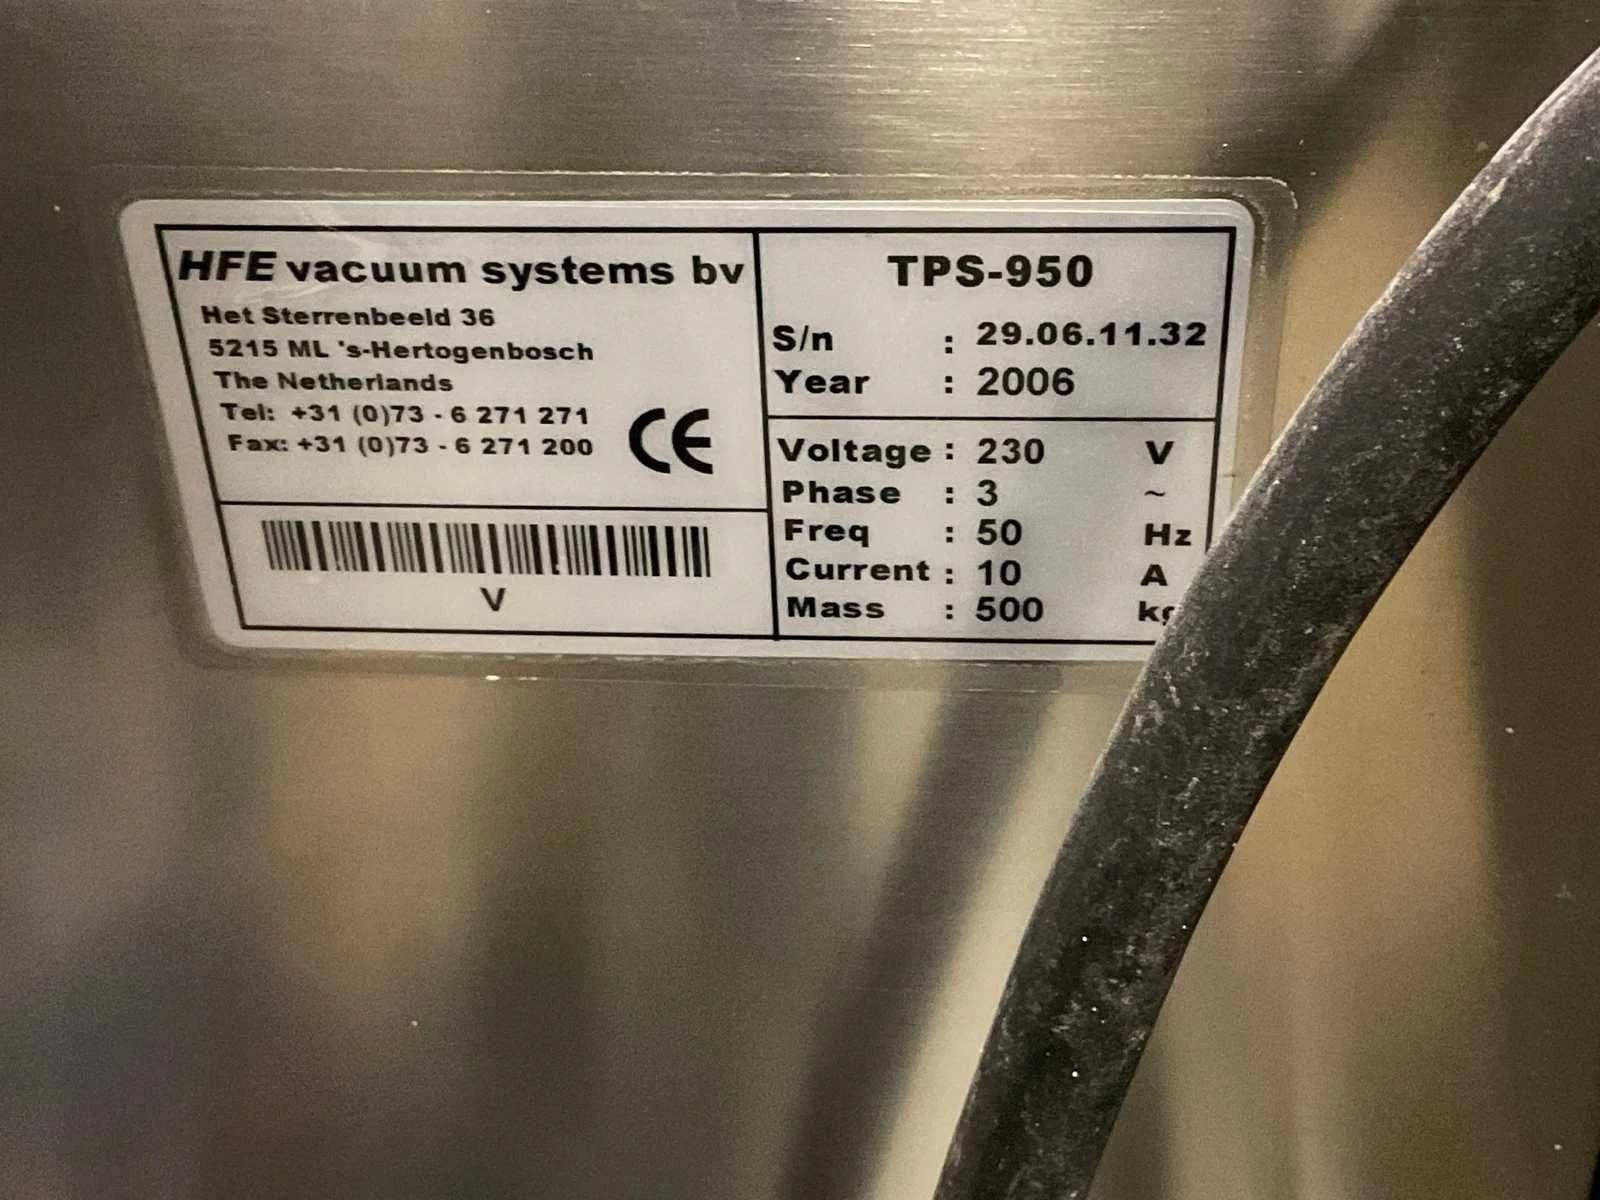 HFE vacuum systems bv
Het Sterrenbeeld 36
5215 ML 's-Hertogenbosch
The Netherlands
Tel: +31 (0)73 - 6 271 271
Fax: +31 (0)73 - 6 271 200
CE
V
TPS-950
S/n : 29.06.11.32
Year : 2006
Voltage : 230 V
Phase : 3 ~
Freq : 50 Hz
Current : 10 A
Mass : 500 kg